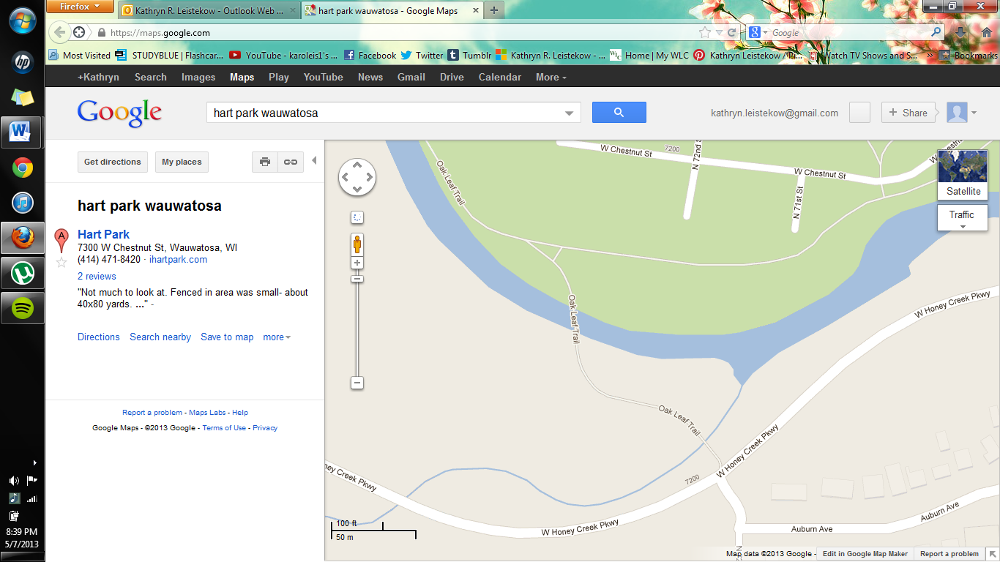 Firefox
Kathryn R. Leistekow - Outlook Web ...
hart park wauwatosa - Google Maps
https://maps.google.com
Google
Most Visited
STUDYBLUE | Flashcar...
YouTube - karoleis1's ...
Facebook
Twitter
Tumblr
Kathryn R. Leistekow - ...
Home | My WLC
Kathryn Leistekow / Pi...
Watch TV Shows and S...
Bookmarks
+Kathryn Search Images Maps Play YouTube News Gmail Drive Calendar More
Google
hart park wauwatosa
kathryn.leistekow@gmail.com
+ Share
Get directions
My places
hart park wauwatosa
A
Hart Park
7300 W Chestnut St, Wauwatosa, WI
(414) 471-8420 · ihartpark.com
2 reviews
"Not much to look at. Fenced in area was small- about
40x80 yards. ..." -
Directions Search nearby Save to map more
Report a problem - Maps Labs - Help
Google Maps - ©2013 Google - Terms of Use - Privacy
W Chestnut St
7200
N 72nd S
W Chestnut St
N 71st St
W Chestnut St
Satellite
Traffic
Oak Leaf Trail
Oak Leaf Trail
Oak Leaf Trail
W Honey Creek Pkwy
W Honey Creek Pkwy
7200
ney Creek Pkwy
W Honey Creek Pkwy
Auburn Ave
Auburn Ave
100 ft
50 m
Map data ©2013 Google -
Edit in Google Map Maker
Report a problem
8:39 PM
5/7/2013